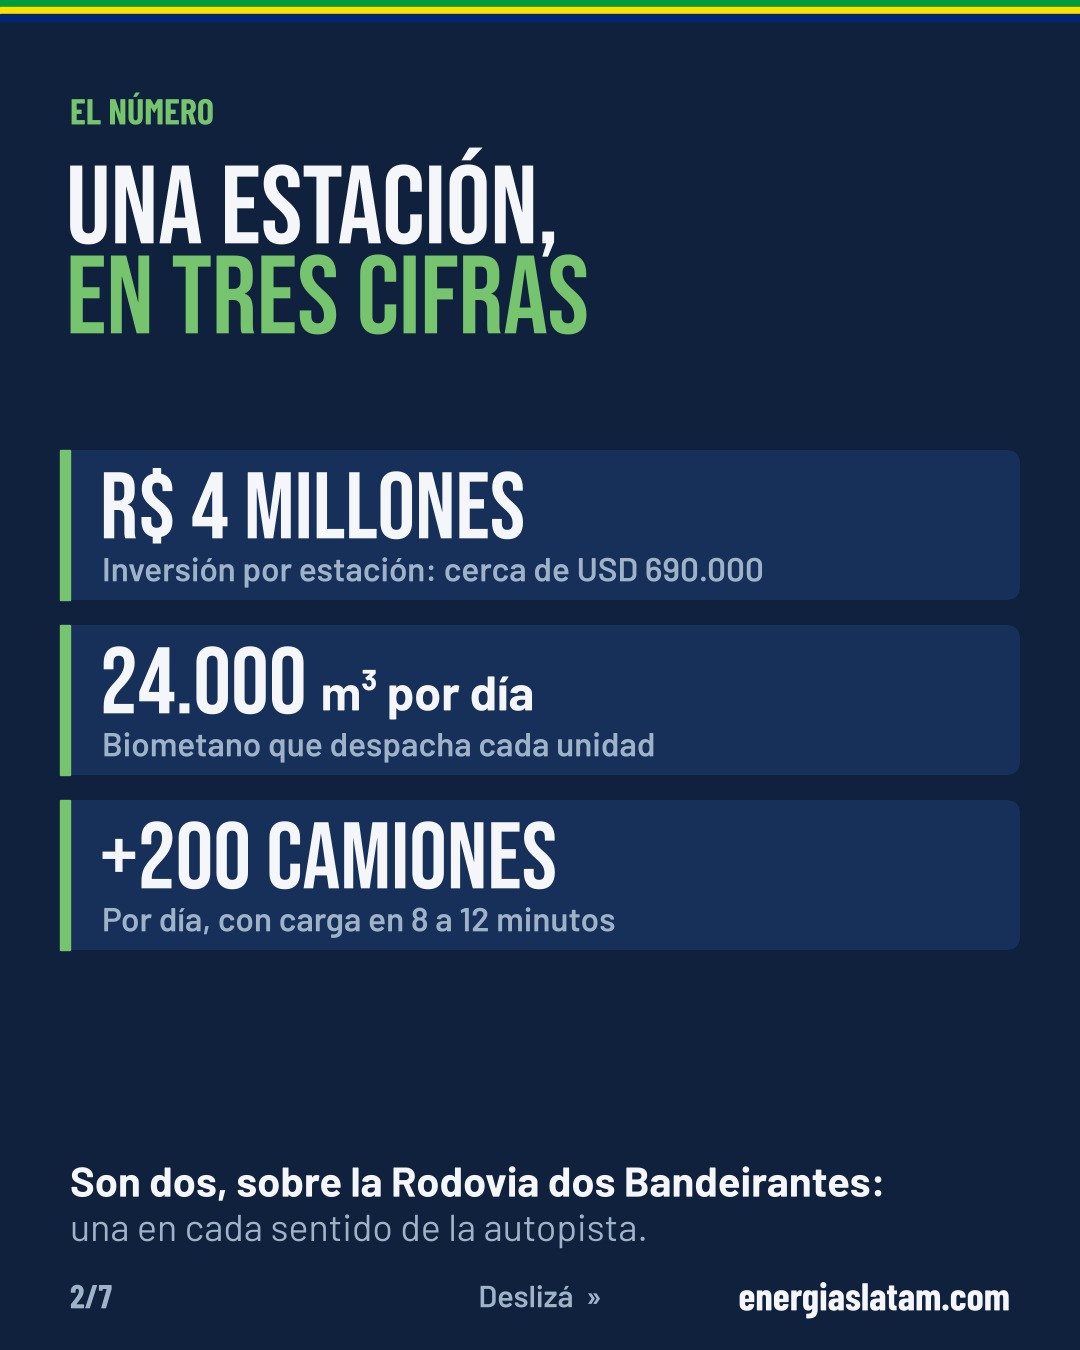 EL NÚMERO
UNA ESTACIÓN,
EN TRES CIFRAS
R$ 4 MILLONES
Inversión por estación: cerca de USD 690.000
24.000 m³ por día
Biometano que despacha cada unidad
+200 CAMIONES
Por día, con carga en 8 a 12 minutos
Son dos, sobre la Rodovia dos Bandeirantes:
una en cada sentido de la autopista.
2/7 Deslizá » energiaslatam.com